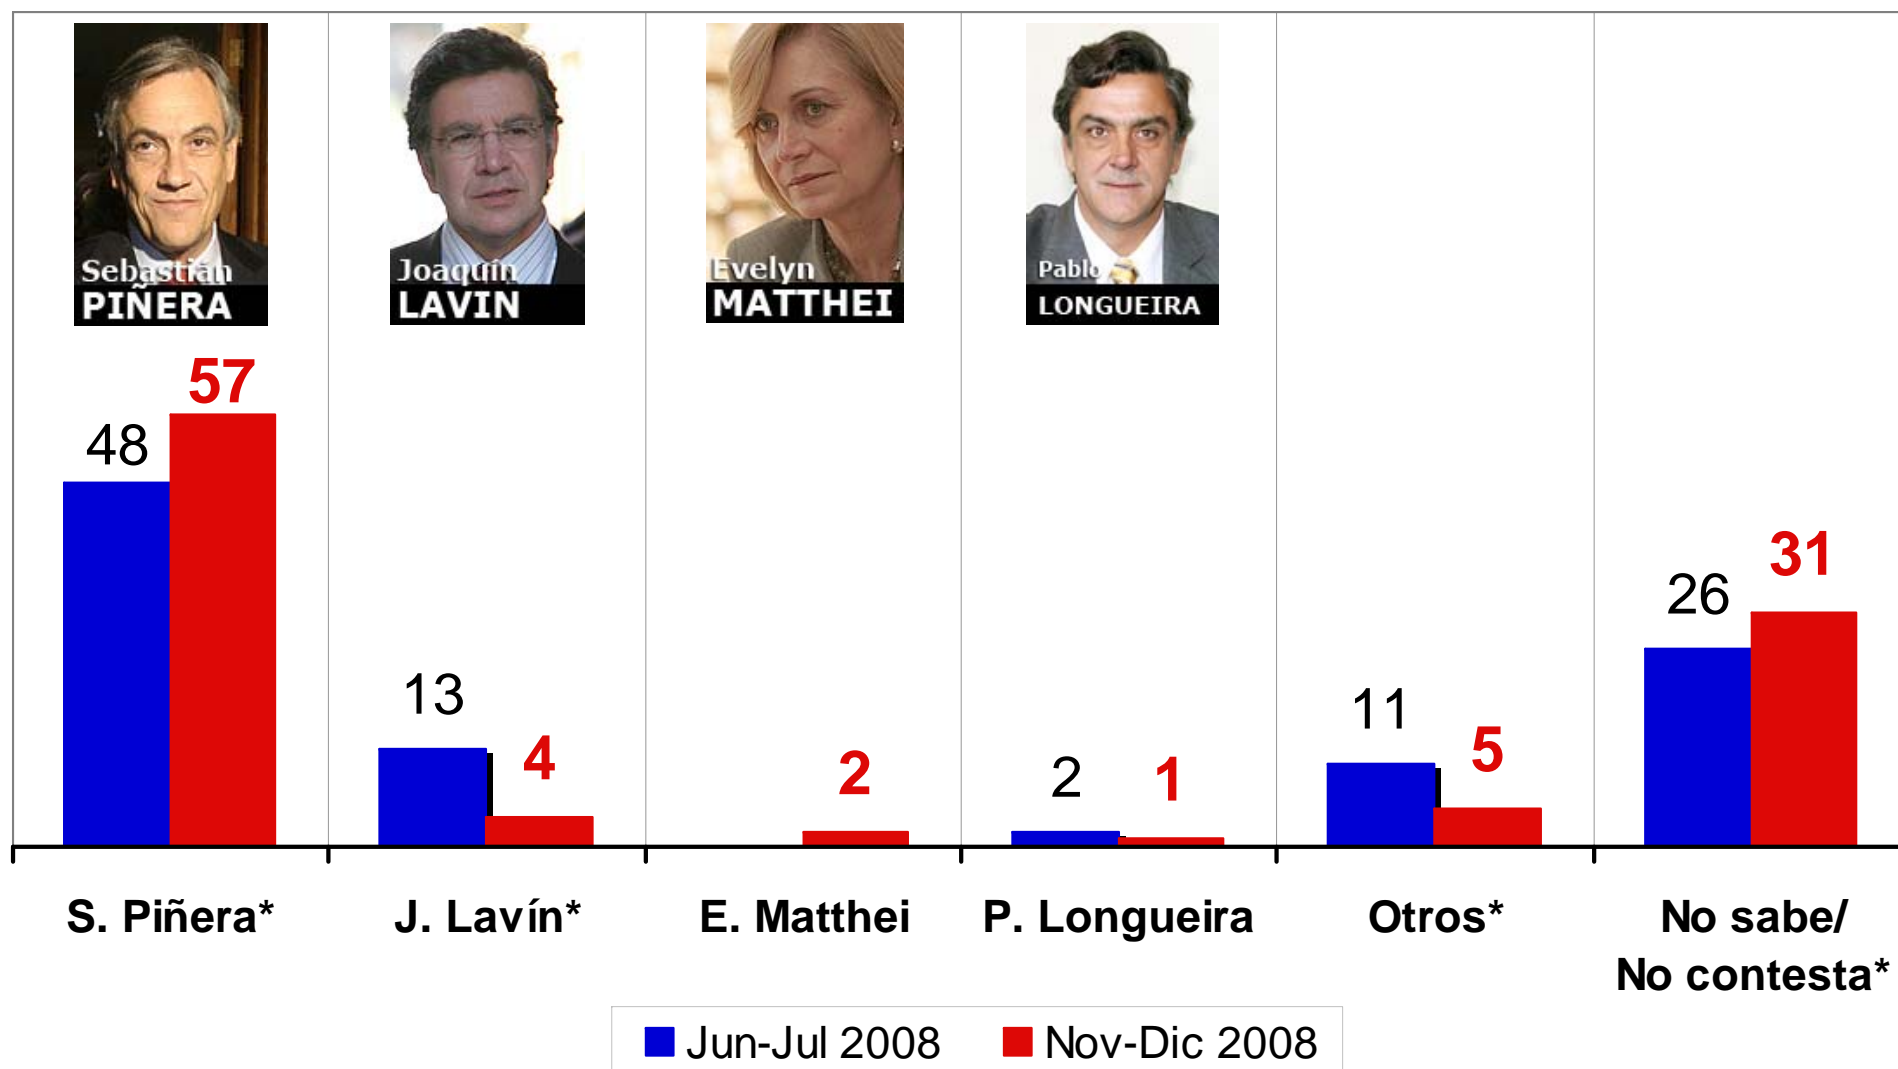 Sebastián
PIÑERA
Joaquín
LAVIN
Evelyn
MATTHEI
Pablo
LONGUEIRA
48
57
13
4
2
2
1
11
5
26
31
S. Piñera*
J. Lavín*
E. Matthei
P. Longueira
Otros*
No sabe/
No contesta*
Jun-Jul 2008
Nov-Dic 2008